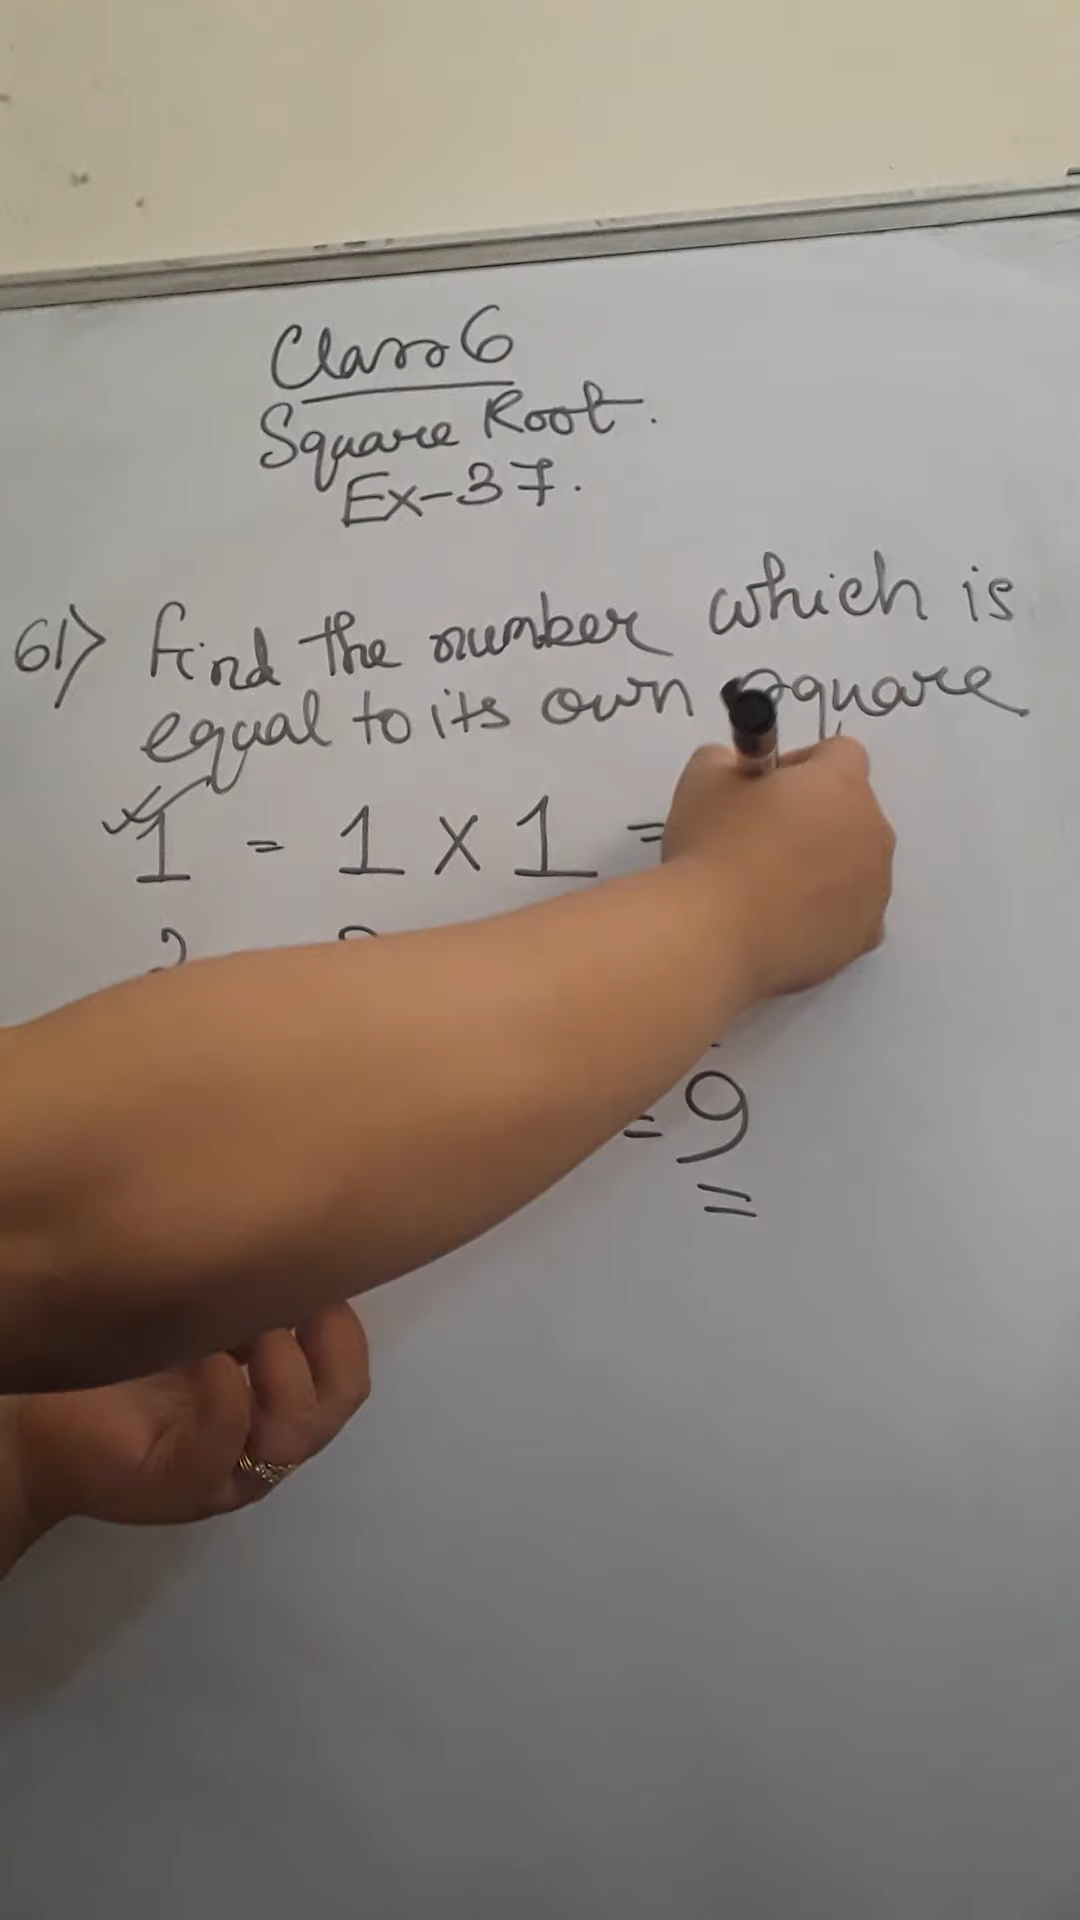 Class 6
Square Root.
Ex-37.
61) find the number which is
equal to its own square
1 = 1 x 1 =
2
= 9
=